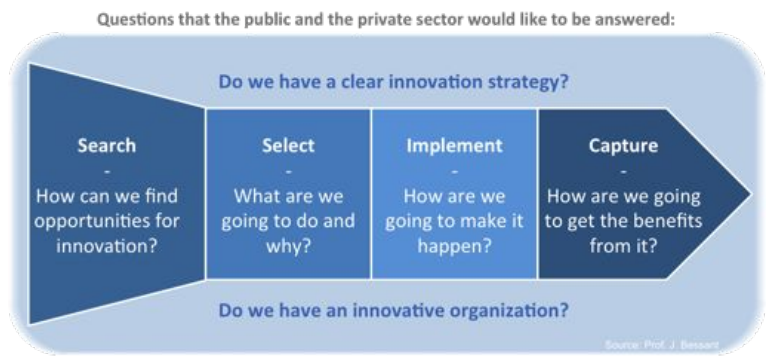 Questions that the public and the private sector would like to be answered:
Do we have a clear innovation strategy?
Search
-
How can we find
opportunities for
innovation?
Select
-
What are we
going to do and
why?
Implement
-
How are we
going to make it
happen?
Capture
-
How are we going
to get the benefits
from it?
Do we have an innovative organization?
Source: Prof. J. Bessant